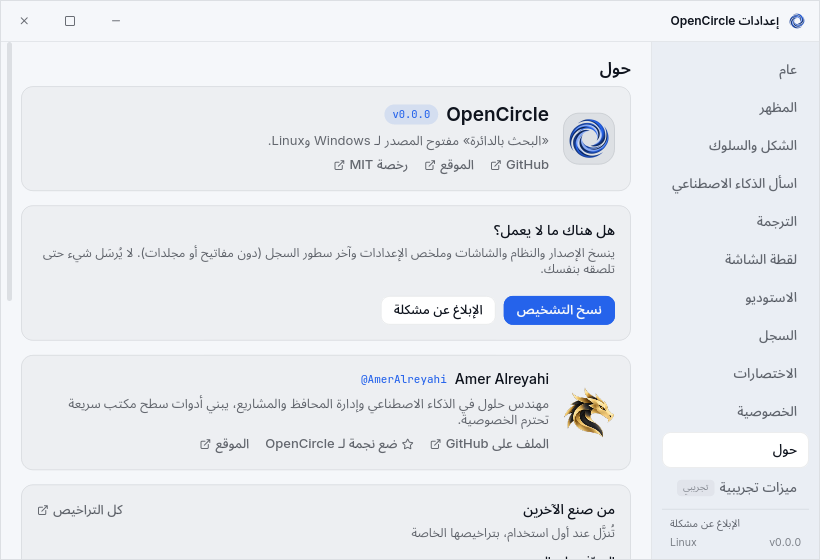 إعدادات OpenCircle
عام
المظهر
الشكل والسلوك
اسأل الذكاء الاصطناعي
الترجمة
لقطة الشاشة
الاستوديو
السجل
الاختصارات
الخصوصية
حول
ميزات تجريبية تجريبي
الإبلاغ عن مشكلة
v0.0.0 Linux
حول
OpenCircle v0.0.0
«البحث بالدائرة» مفتوح المصدر لـ Windows وLinux.
GitHub الموقع رخصة MIT
هل هناك ما لا يعمل؟
ينسخ الإصدار والنظام والشاشات وملخص الإعدادات وآخر سطور السجل (دون مفاتيح أو مجلدات). لا يُرسَل شيء حتى
تلصقه بنفسك.
نسخ التشخيص الإبلاغ عن مشكلة
Amer Alreyahi @AmerAlreyahi
مهندس حلول في الذكاء الاصطناعي وإدارة المحافظ والمشاريع، يبني أدوات سطح مكتب سريعة
تحترم الخصوصية.
الملف على GitHub ضع نجمة لـ OpenCircle الموقع
من صنع الآخرين كل التراخيص
تُنزَّل عند أول استخدام، بتراخيصها الخاصة